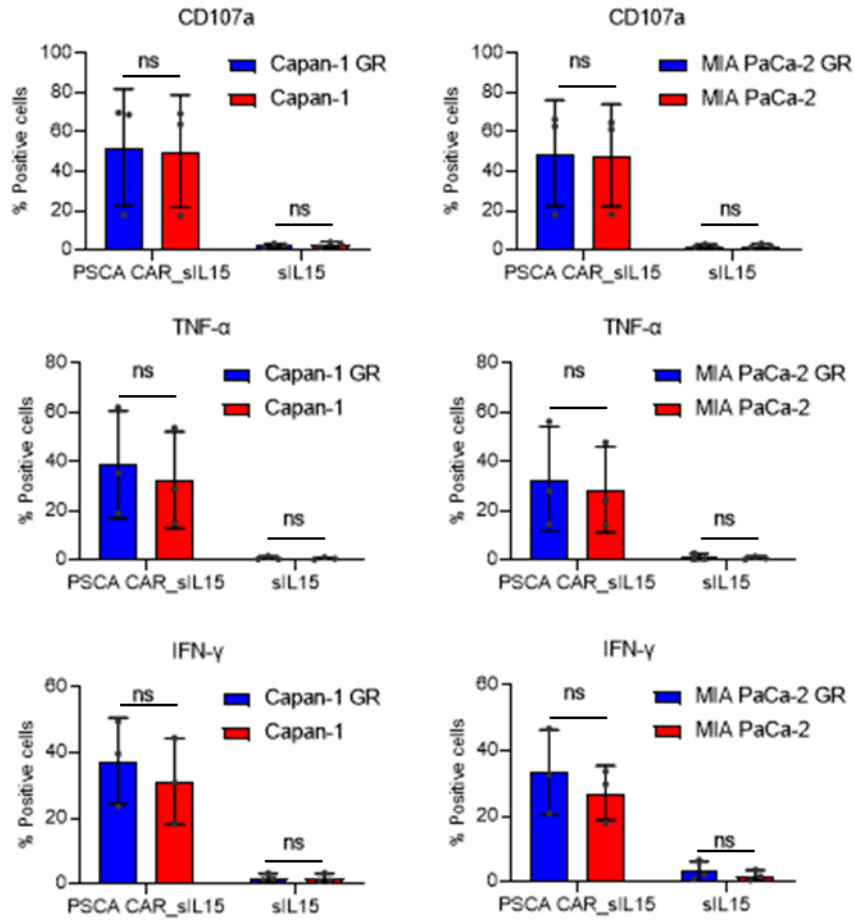 CD107a
% Positive cells
100
80
60
40
20
0
ns
ns
Capan-1 GR
Capan-1
PSCA CAR_sIL15
sIL15
CD107a
% Positive cells
100
80
60
40
20
0
ns
ns
MIA PaCa-2 GR
MIA PaCa-2
PSCA CAR_sIL15
sIL15
TNF-α
% Positive cells
80
60
40
20
0
ns
ns
Capan-1 GR
Capan-1
PSCA CAR_sIL15
sIL15
TNF-α
% Positive cells
80
60
40
20
0
ns
ns
MIA PaCa-2 GR
MIA PaCa-2
PSCA CAR_sIL15
sIL15
IFN-γ
% Positive cells
60
40
20
0
ns
ns
Capan-1 GR
Capan-1
PSCA CAR_sIL15
sIL15
IFN-γ
% Positive cells
60
40
20
0
ns
ns
MIA PaCa-2 GR
MIA PaCa-2
PSCA CAR_sIL15
sIL15